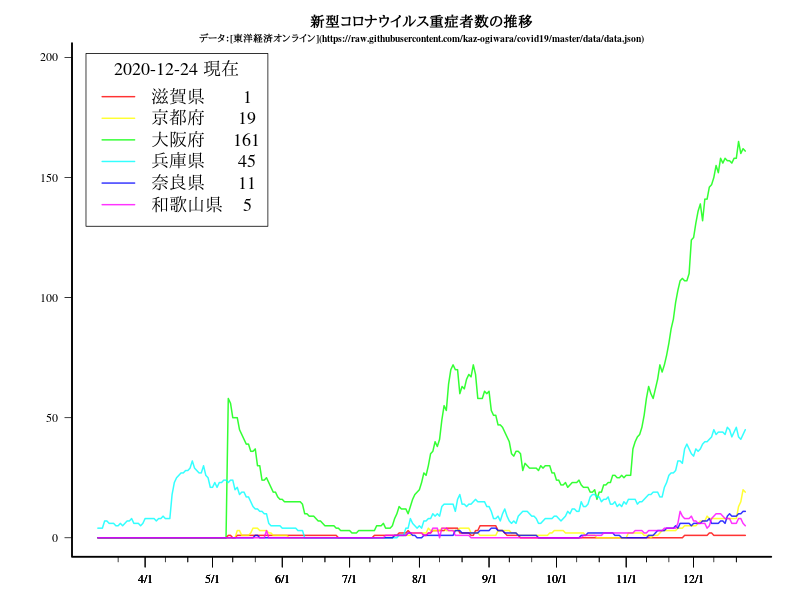 新型コロナウイルス重症者数の推移
データ：[東洋経済オンライン](https://raw.githubusercontent.com/kaz-ogiwara/covid19/master/data/data.json)
2020-12-24 現在
滋賀県 1
京都府 19
大阪府 161
兵庫県 45
奈良県 11
和歌山県 5
200
150
100
50
0
4/1 5/1 6/1 7/1 8/1 9/1 10/1 11/1 12/1